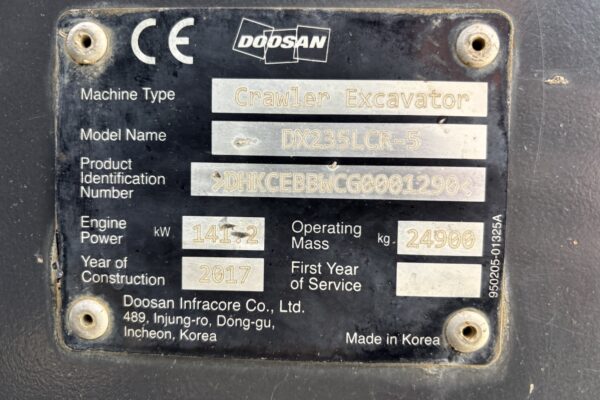 CE DOOSAN
Machine Type Crawler Excavator
Model Name DX235LCR-5
Product
Identification
Number >DHKCEBBWCG0001290<
Engine
Power kW 141.2 Operating
Mass kg 24900
Year of
Construction 2017 First Year
of Service
Doosan Infracore Co., Ltd.
489, Injung-ro, Dong-gu,
Incheon, Korea
Made in Korea
950205-01325A